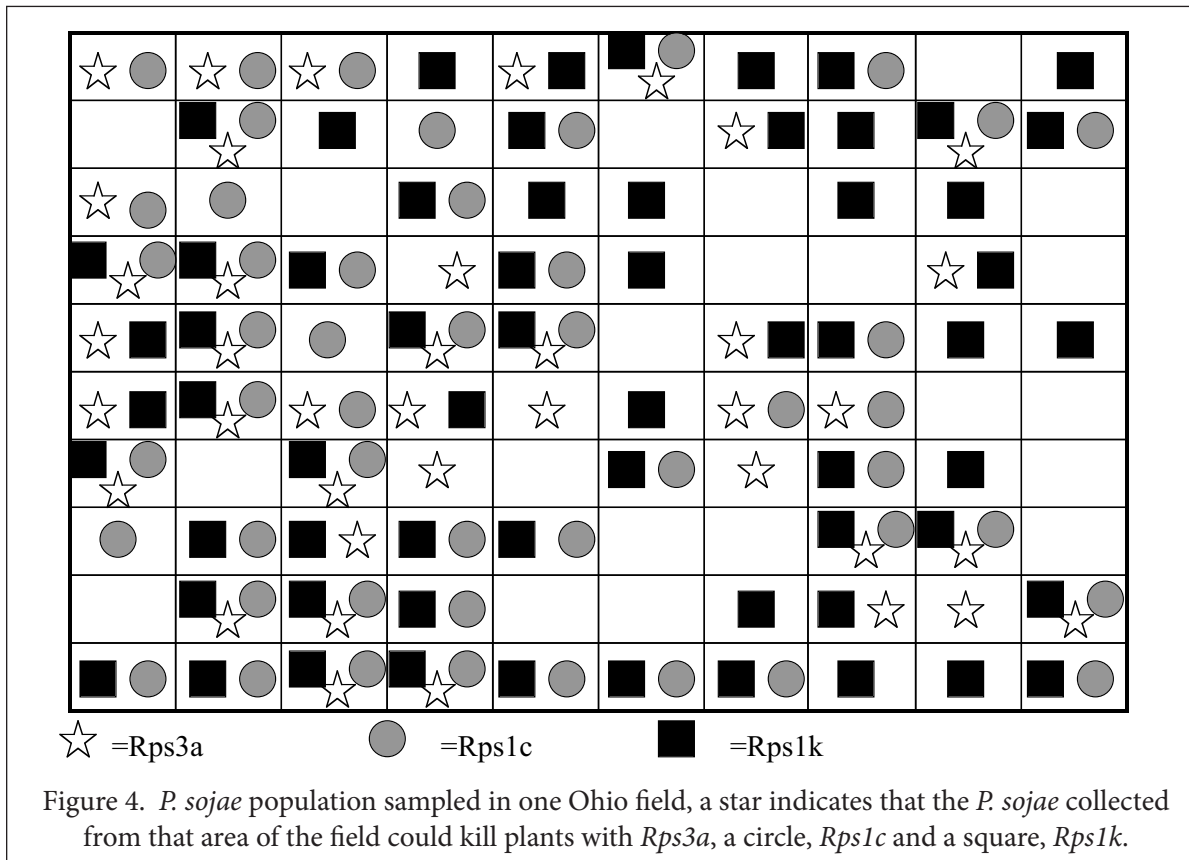 =Rps3a =Rps1c =Rps1k
Figure 4. P. sojae population sampled in one Ohio field, a star indicates that the P. sojae collected
from that area of the field could kill plants with Rps3a, a circle, Rps1c and a square, Rps1k.